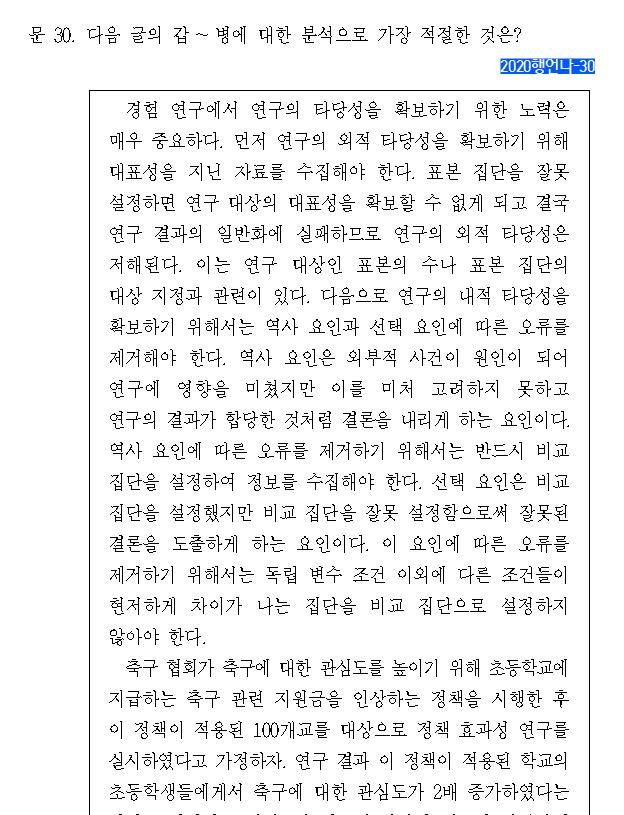 문 30. 다음 글의 갑 ~ 병에 대한 분석으로 가장 적절한 것은?
2020행언나-30
경험 연구에서 연구의 타당성을 확보하기 위한 노력은
매우 중요하다. 먼저 연구의 외적 타당성을 확보하기 위해
대표성을 지닌 자료를 수집해야 한다. 표본 집단을 잘못
설정하면 연구 대상의 대표성을 확보할 수 없게 되고 결국
연구 결과의 일반화에 실패하므로 연구의 외적 타당성은
저해된다. 이는 연구 대상인 표본의 수나 표본 집단의
대상 지정과 관련이 있다. 다음으로 연구의 내적 타당성을
확보하기 위해서는 역사 요인과 선택 요인에 따른 오류를
제거해야 한다. 역사 요인은 외부적 사건이 원인이 되어
연구에 영향을 미쳤지만 이를 미처 고려하지 못하고
연구의 결과가 합당한 것처럼 결론을 내리게 하는 요인이다.
역사 요인에 따른 오류를 제거하기 위해서는 반드시 비교
집단을 설정하여 정보를 수집해야 한다. 선택 요인은 비교
집단을 설정했지만 비교 집단을 잘못 설정함으로써 잘못된
결론을 도출하게 하는 요인이다. 이 요인에 따른 오류를
제거하기 위해서는 독립 변수 조건 이외에 다른 조건들이
현저하게 차이가 나는 집단을 비교 집단으로 설정하지
않아야 한다.
축구 협회가 축구에 대한 관심도를 높이기 위해 초등학교에
지급하는 축구 관련 지원금을 인상하는 정책을 시행한 후
이 정책이 적용된 100개교를 대상으로 정책 효과성 연구를
실시하였다고 가정하자. 연구 결과 이 정책이 적용된 학교의
초등학생들에게서 축구에 대한 관심도가 2배 증가하였다는